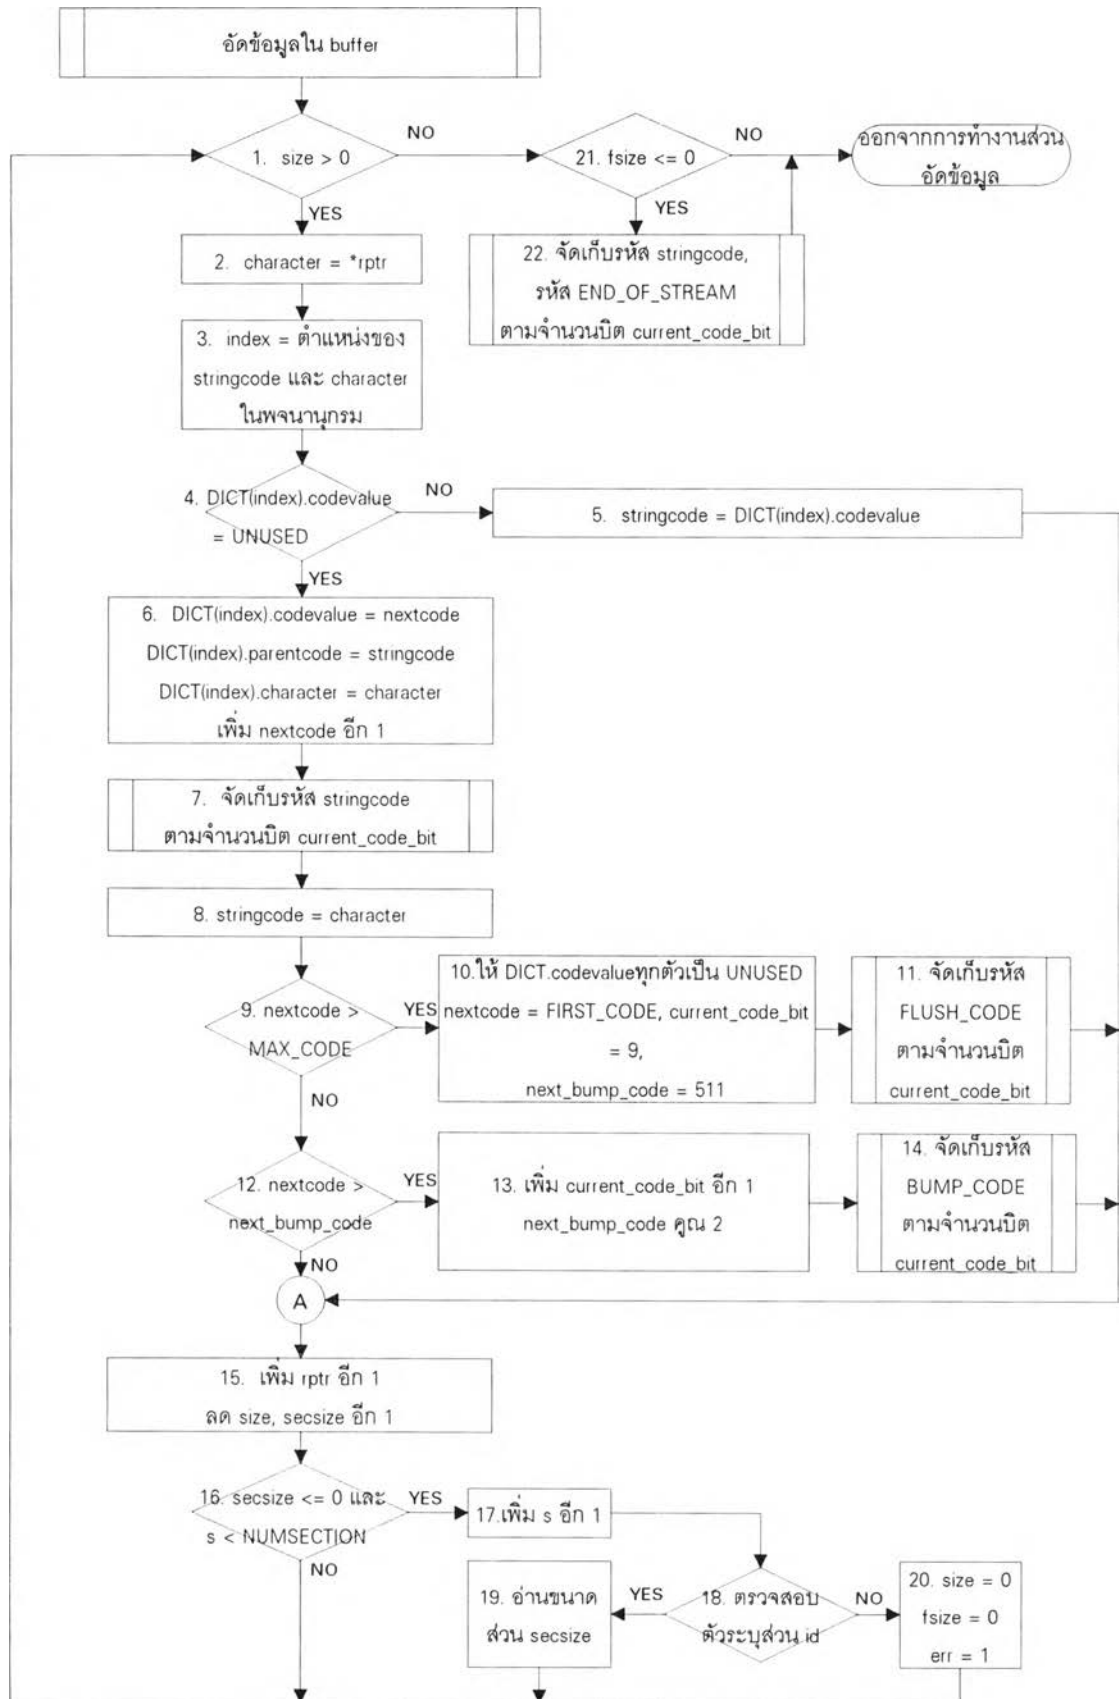 อัดข้อมูลใน buffer
1. size > 0
NO
21. fsize <= 0
NO
ออกจากการทำงานส่วน
อัดข้อมูล
YES
YES
2. character = *rptr
22. จัดเก็บรหัส stringcode,
รหัส END_OF_STREAM
ตามจำนวนบิต current_code_bit
3. index = ตำแหน่งของ
stringcode และ character
ในพจนานุกรม
4. DICT(index).codevalue
= UNUSED
NO
5. stringcode = DICT(index).codevalue
YES
6. DICT(index).codevalue = nextcode
DICT(index).parentcode = stringcode
DICT(index).character = character
เพิ่ม nextcode อีก 1
7. จัดเก็บรหัส stringcode
ตามจำนวนบิต current_code_bit
8. stringcode = character
9. nextcode >
MAX_CODE
YES
10.ให้ DICT.codevalueทุกตัวเป็น UNUSED
nextcode = FIRST_CODE, current_code_bit
= 9,
next_bump_code = 511
11. จัดเก็บรหัส
FLUSH_CODE
ตามจำนวนบิต
current_code_bit
NO
12. nextcode >
next_bump_code
YES
13. เพิ่ม current_code_bit อีก 1
next_bump_code คูณ 2
14. จัดเก็บรหัส
BUMP_CODE
ตามจำนวนบิต
current_code_bit
NO
A
15. เพิ่ม rptr อีก 1
ลด size, secsize อีก 1
16. secsize <= 0 และ
s < NUMSECTION
YES
17.เพิ่ม s อีก 1
NO
18. ตรวจสอบ
ตัวระบุส่วน id
YES
19. อ่านขนาด
ส่วน secsize
NO
20. size = 0
fsize = 0
err = 1